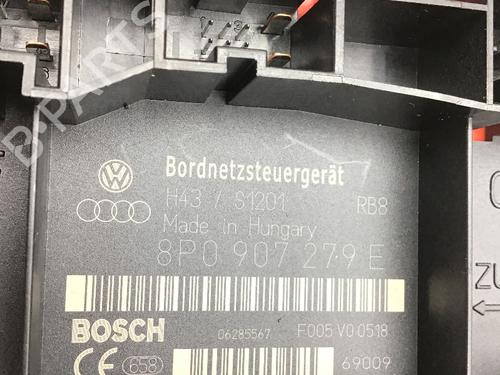 B-PARTS
Bordnetzsteuergerät
H43 / S1201 RB8
Made in Hungary
8P0 907 279 E
BOSCH 06285567 F005 V0 0518
CE 658 69009
ZU